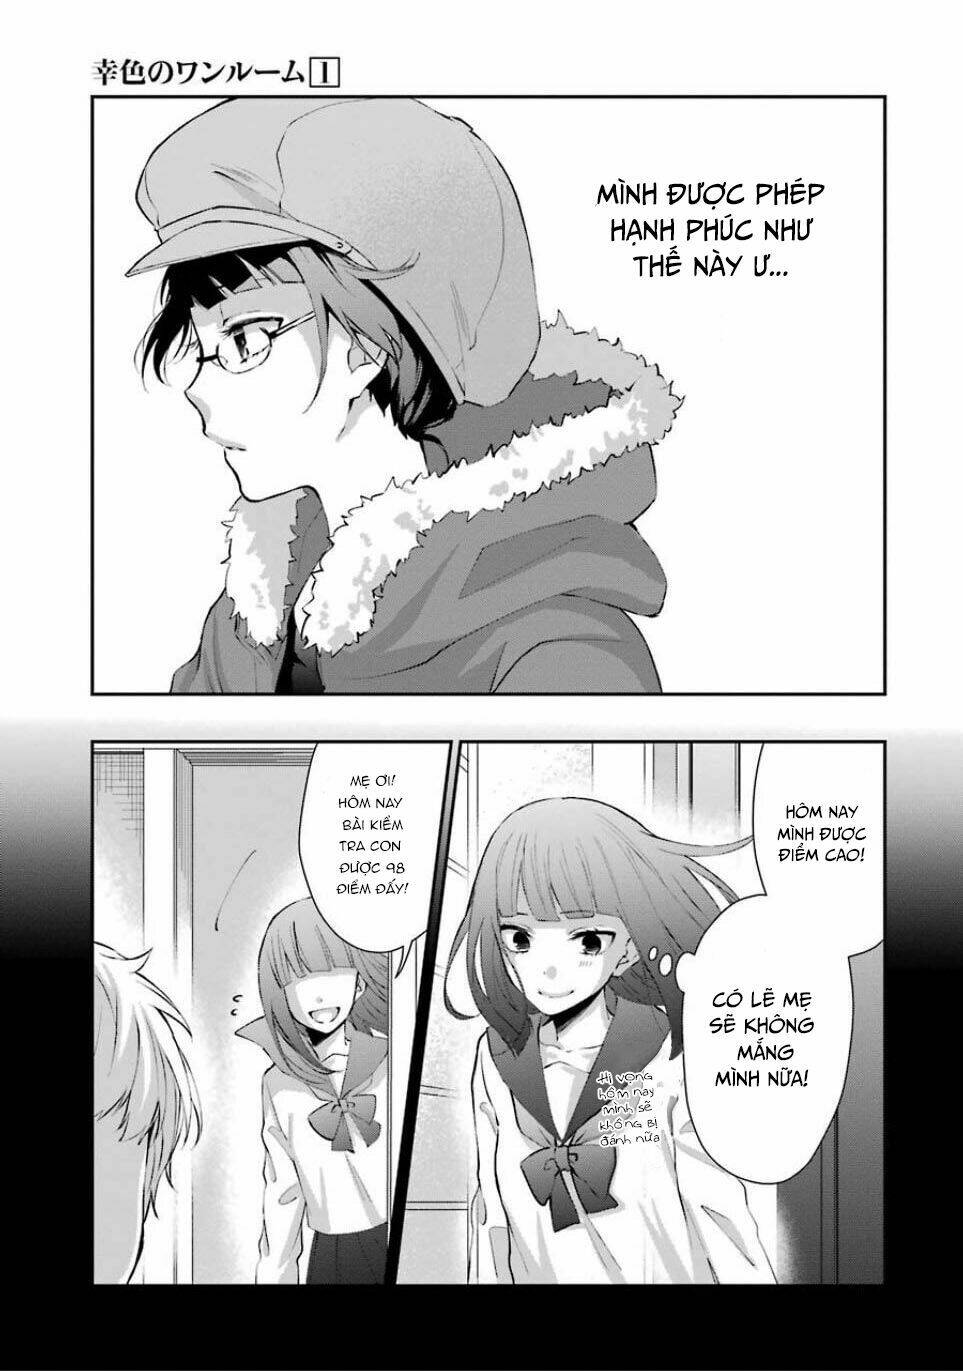 幸色のワンルーム 1
MÌNH ĐƯỢC PHÉP
HẠNH PHÚC NHƯ
THẾ NÀY Ư...
HÔM NAY
MÌNH ĐƯỢC
ĐIỂM CAO!
CÓ LẼ MẸ
SẼ KHÔNG
MẮNG
MÌNH NỮA!
Hi vọng
hôm nay
mình sẽ
không bị
đánh nữa
MẸ ƠI!
HÔM NAY
BÀI KIỂM
TRA CON
ĐƯỢC 98
ĐIỂM ĐẤY!